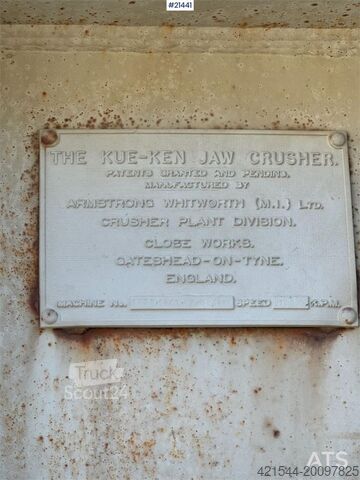 #21441
THE KUE-KEN JAW CRUSHER.
PATENTS GRANTED AND PENDING.
MANUFACTURED BY
ARMSTRONG WHITWORTH (M.I.) LTD.
CRUSHER PLANT DIVISION.
CLOSE WORKS.
GATESHEAD-ON-TYNE.
ENGLAND.
MACHINE NO. SPEED R.P.M.
Truck
Scout24
ATS
421544-20097825